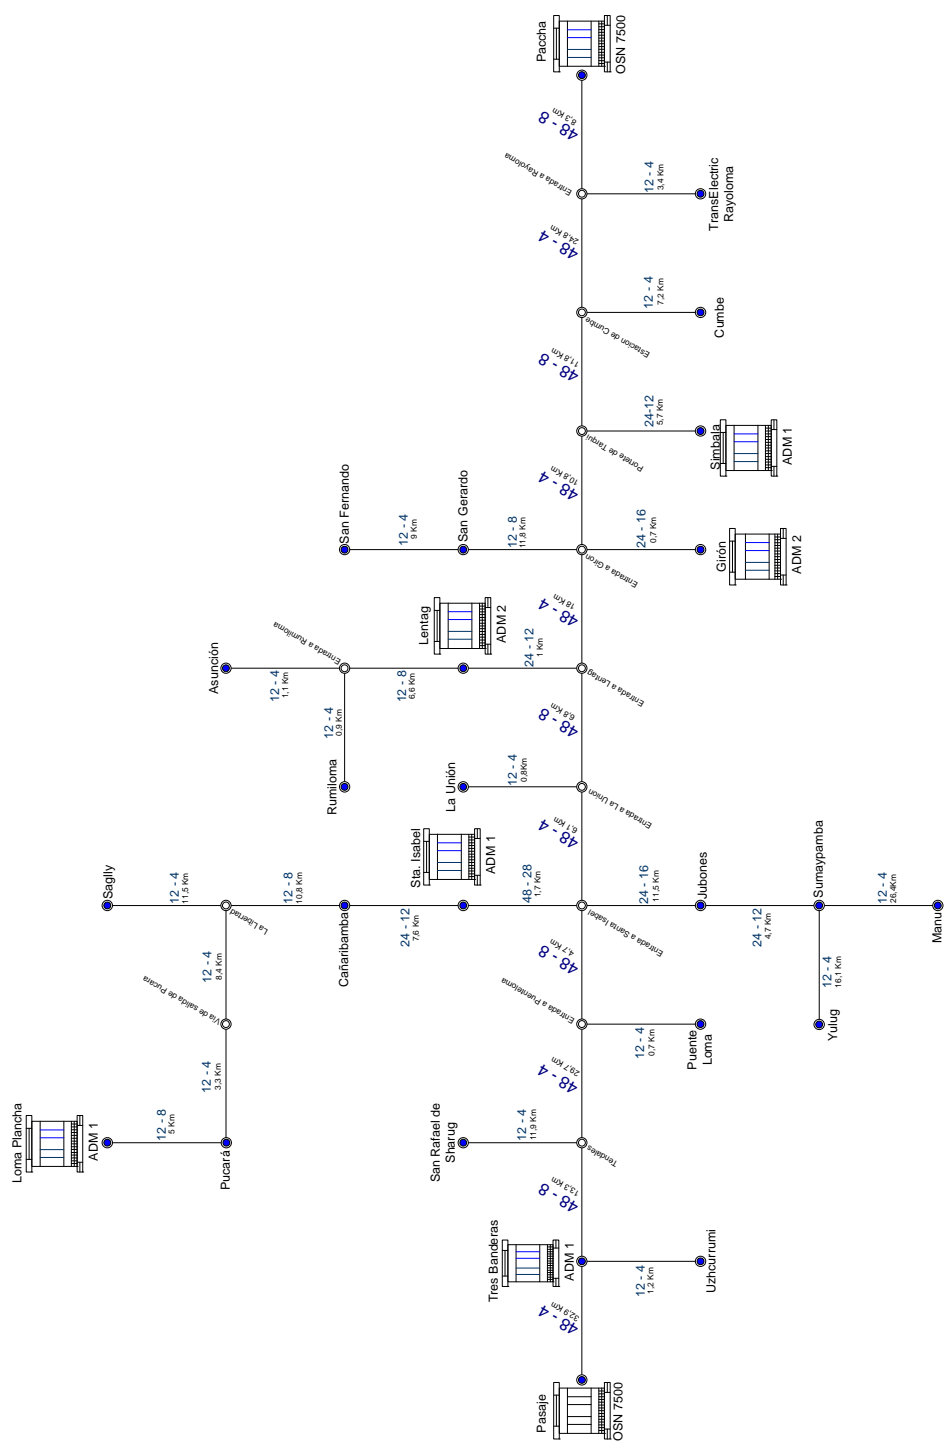 Paccha
OSN 7500
8,3 Km
48 - 8
Entrada a Rayoloma
12 - 4
3,4 Km
TransElectric
Rayoloma
24,8 Km
48 - 4
Estacion de Cumbe
12 - 4
7,2 Km
Cumbe
11,8 Km
48 - 8
Ponete de Tarqui
24-12
5,7 Km
Simbala
ADM 1
10,8 Km
48 - 4
San Fernando
12 - 4
9 Km
San Gerardo
12 - 8
11,8 Km
Entrada a Giron
24 - 16
0,7 Km
Girón
ADM 2
18 Km
48 - 4
Asunción
12 - 4
1,1 Km
Entrada a Rumiloma
12 - 4
0,9 Km
Rumiloma
12 - 8
6,6 Km
Lentag
ADM 2
24 - 12
1 Km
Entrada a Lentag
6,8 Km
48 - 8
La Unión
12 - 4
0,8Km
Entrada a La Union
6,1 Km
48 - 4
Saglly
12 - 4
11,5 Km
La Libertad
12 - 8
10,8 Km
Cañaribamba
24 - 12
7,6 Km
Sta. Isabel
ADM 1
48 - 28
1,7 Km
Entrada a Santa Isabel
24 - 16
11,5 Km
Jubones
24 - 12
4,7 Km
Sumaypamba
12 - 4
26,4Km
Manu
12 - 4
16,1 Km
Yulug
12 - 4
8,4 Km
Via de salida de Pucara
12 - 4
3,3 Km
Pucará
12 - 8
5 Km
Loma Plancha
ADM 1
4,7 Km
48 - 8
Entrada a Puenteloma
12 - 4
0,7 Km
Puente
Loma
29,7 Km
48 - 4
San Rafael de
Sharug
12 - 4
11,9 Km
Tendales
13,3 Km
48 - 8
Tres Banderas
ADM 1
12 - 4
1,2 Km
Uzhcurrumi
32,9 Km
48 - 4
Pasaje
OSN 7500